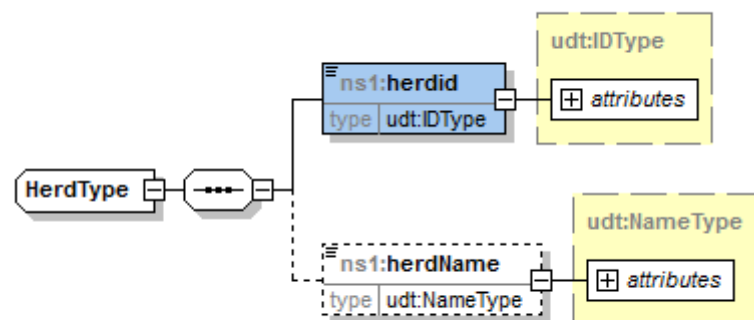 udt:IDType
ns1:herdid
attributes
type udt:IDType
HerdType
udt:NameType
ns1:herdName
attributes
type udt:NameType